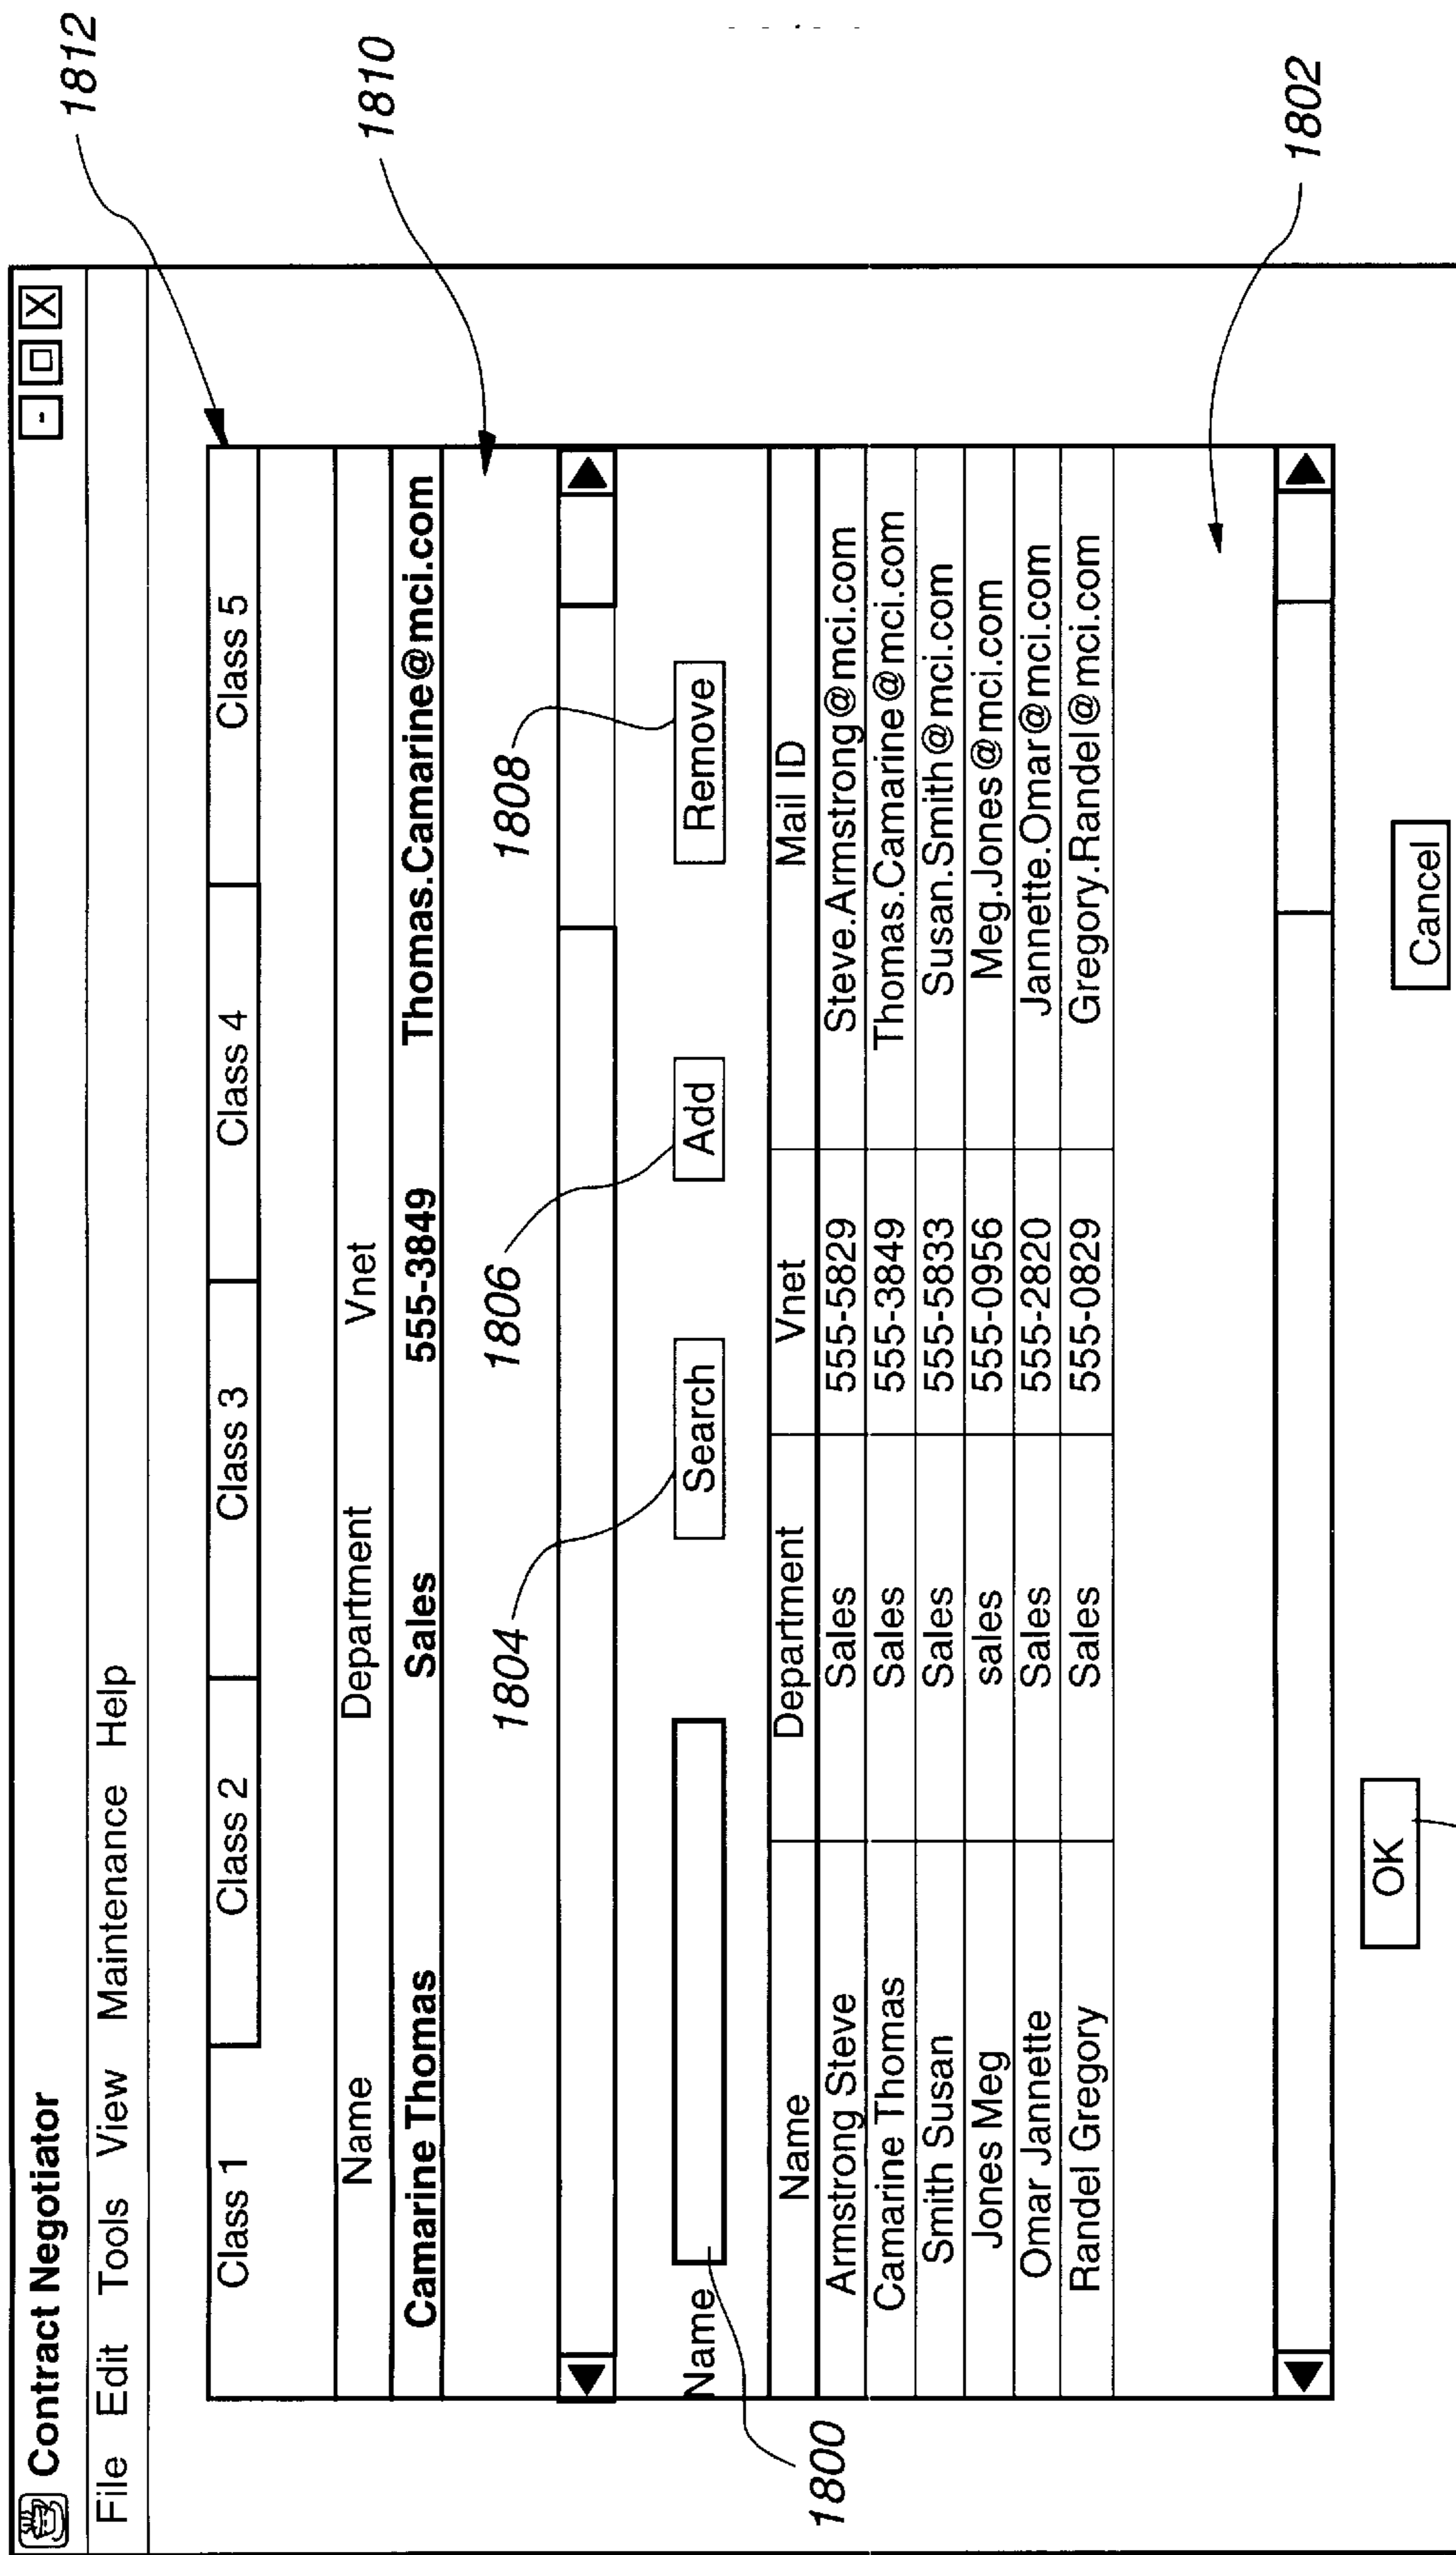 1812
Contract Negotiator
File Edit Tools View Maintenance Help
1810
Class 1 Class 2 Class 3 Class 4 Class 5
Name Department Vnet
Camarine Thomas Sales 555-3849 Thomas.Camarine@mci.com
1804 1806 1808
Name Search Add Remove
1800
Name Department Vnet Mail ID
Armstrong Steve Sales 555-5829 Steve.Armstrong@mci.com
Camarine Thomas Sales 555-3849 Thomas.Camarine@mci.com
Smith Susan Sales 555-5833 Susan.Smith@mci.com
Jones Meg sales 555-0956 Meg.Jones@mci.com
Omar Jannette Sales 555-2820 Jannette.Omar@mci.com
Randel Gregory Sales 555-0829 Gregory.Randel@mci.com
1802
OK Cancel